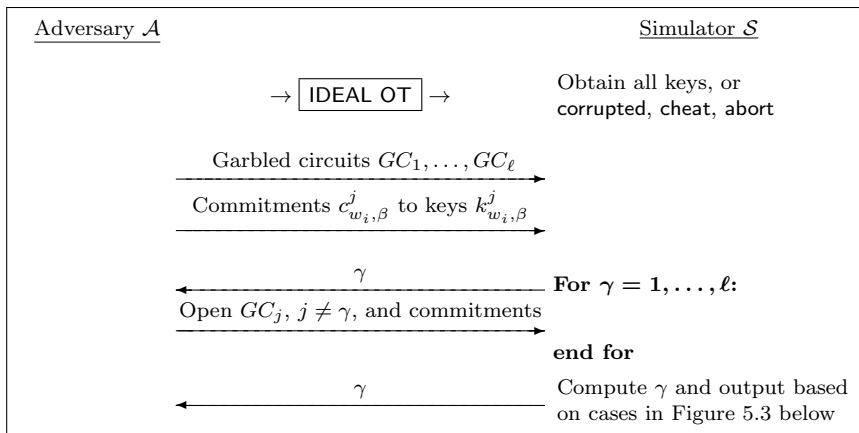 Adversary 𝒜 Simulator 𝒮
→ IDEAL OT → Obtain all keys, or
corrupted, cheat, abort
Garbled circuits GC₁, . . . , GC_ℓ
Commitments c^j_{w_i,β} to keys k^j_{w_i,β}
γ For γ = 1, . . . , ℓ:
Open GC_j, j ≠ γ, and commitments
end for
γ Compute γ and output based
on cases in Figure 5.3 below